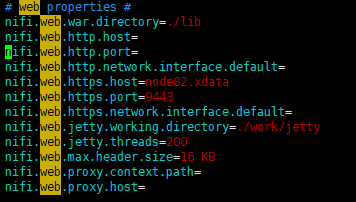 # web properties #
nifi.web.war.directory=./lib
nifi.web.http.host=
nifi.web.http.port=
nifi.web.http.network.interface.default=
nifi.web.https.host=node82.xdata
nifi.web.https.port=9443
nifi.web.https.network.interface.default=
nifi.web.jetty.working.directory=./work/jetty
nifi.web.jetty.threads=200
nifi.web.max.header.size=16 KB
nifi.web.proxy.context.path=
nifi.web.proxy.host=